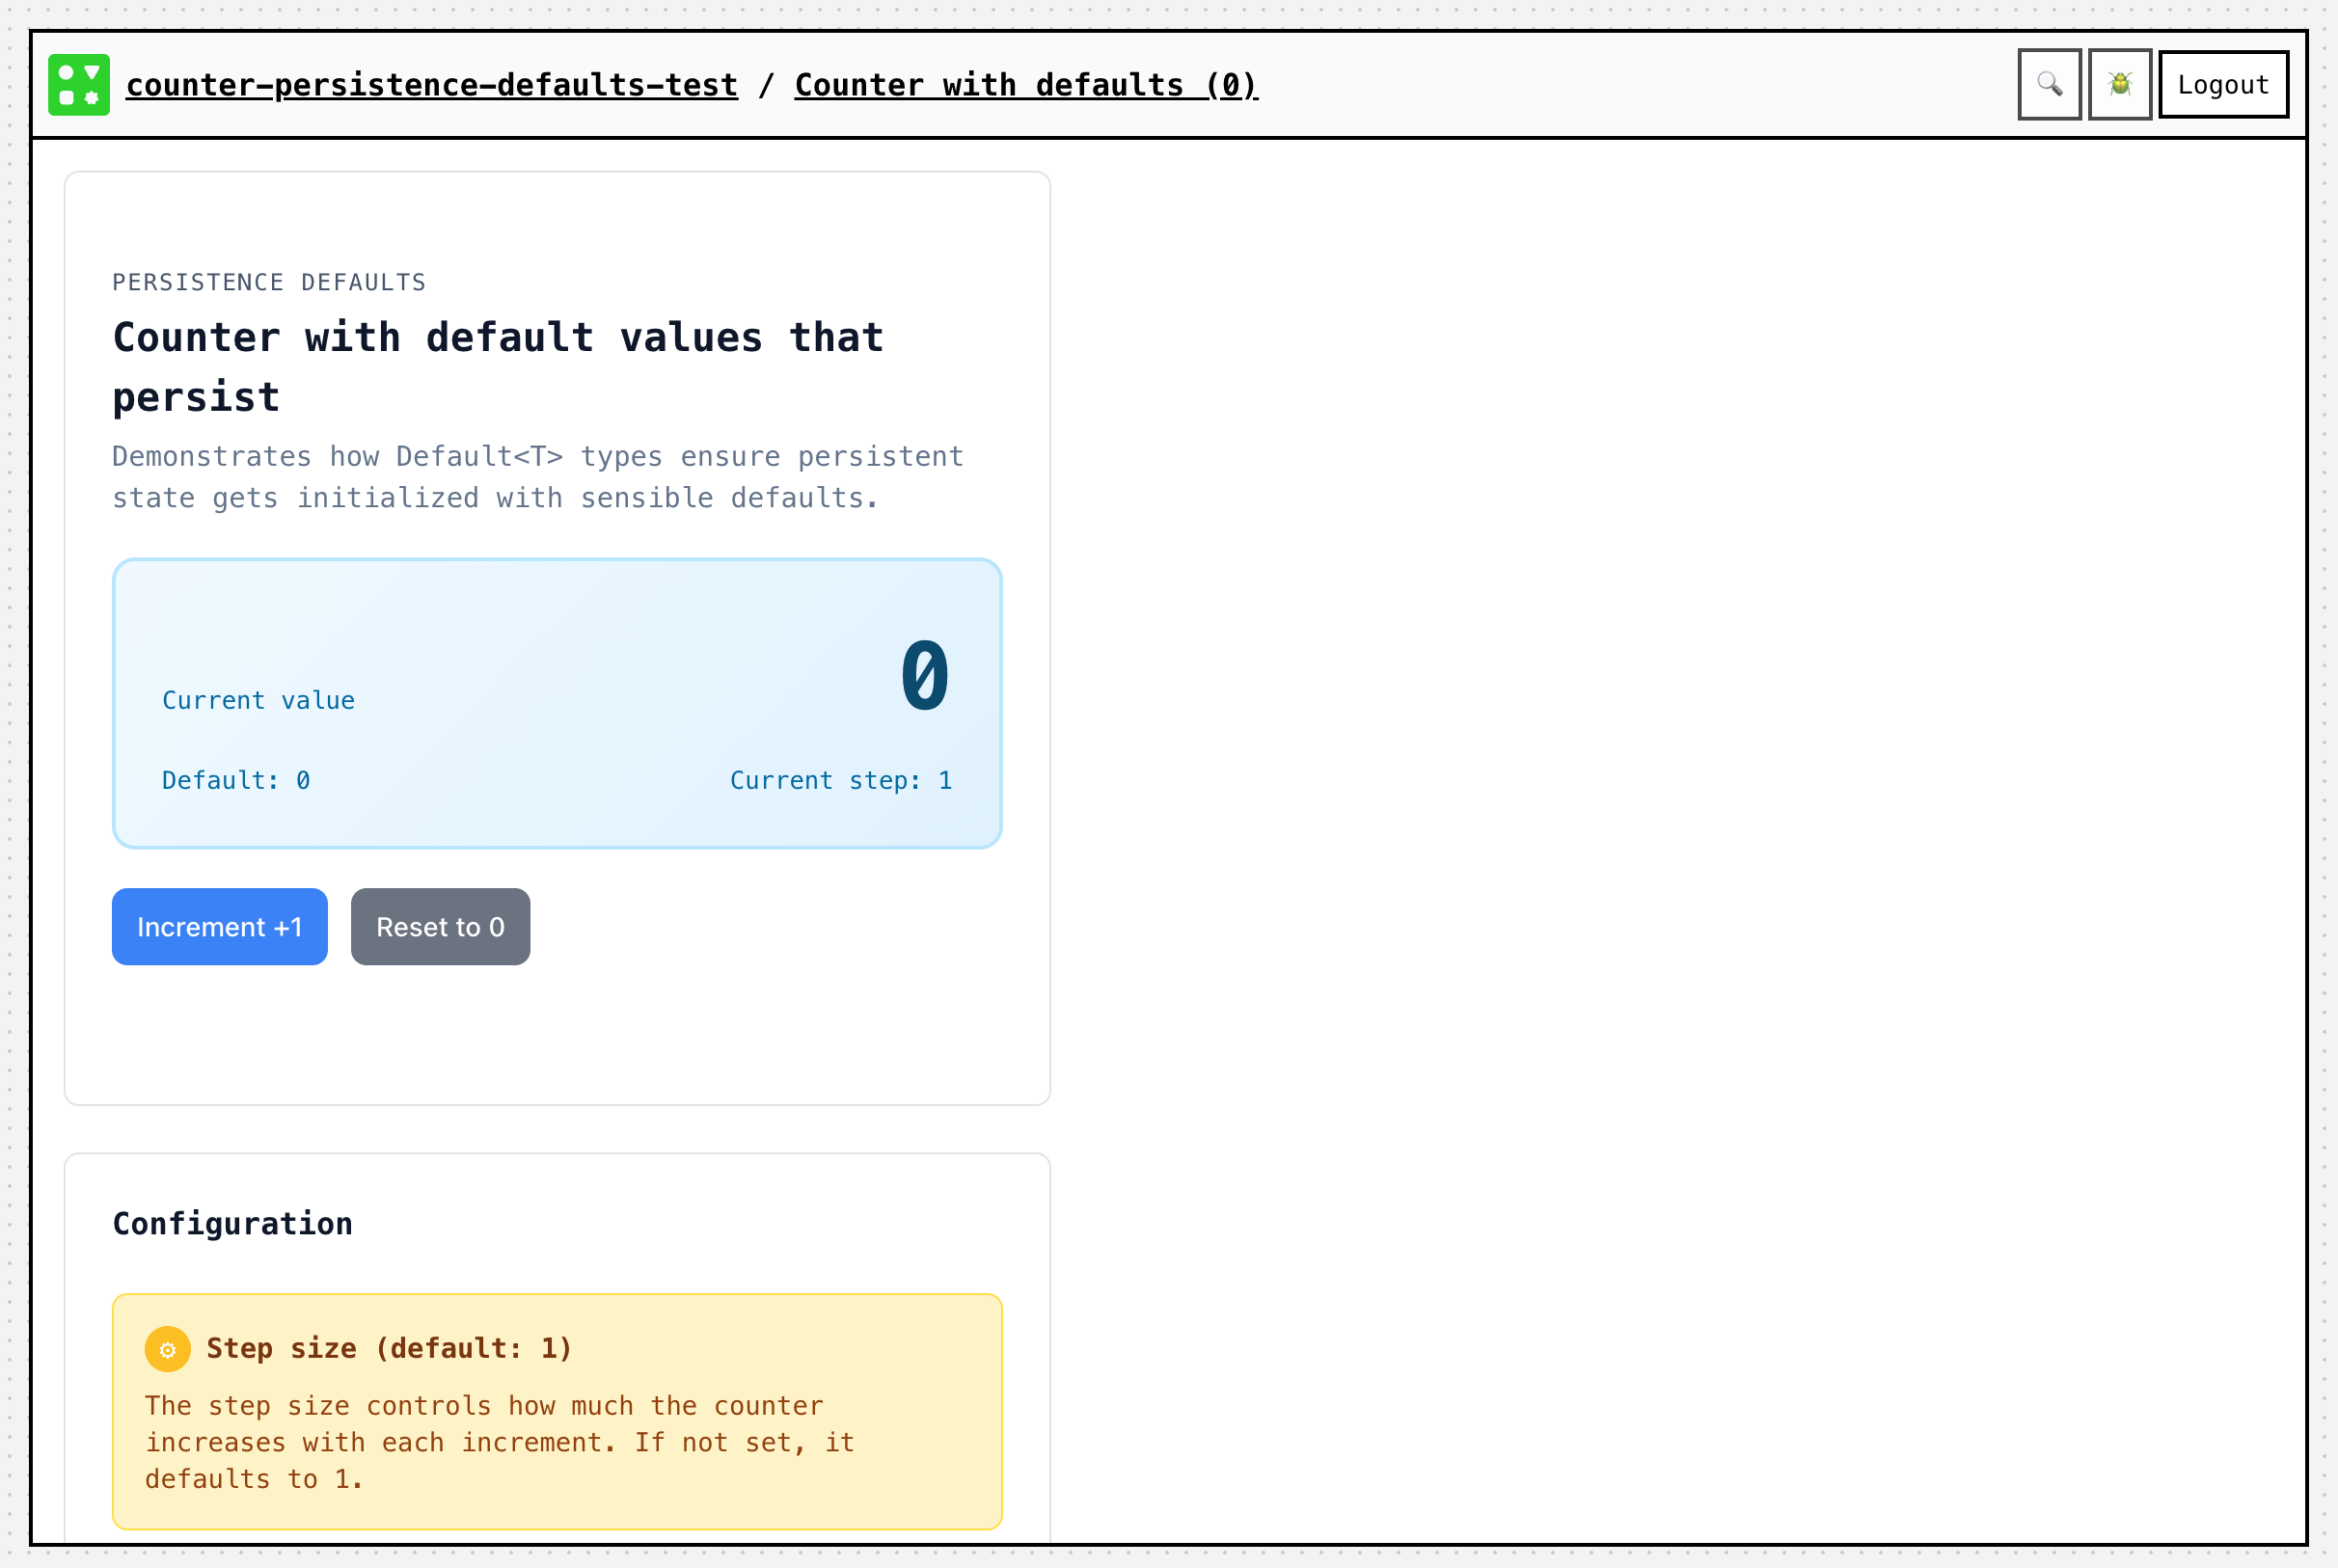 counter-persistence-defaults-test / Counter with defaults (0)
Logout
PERSISTENCE DEFAULTS
Counter with default values that
persist
Demonstrates how Default<T> types ensure persistent
state gets initialized with sensible defaults.
Current value
0
Default: 0
Current step: 1
Increment +1
Reset to 0
Configuration
Step size (default: 1)
The step size controls how much the counter
increases with each increment. If not set, it
defaults to 1.